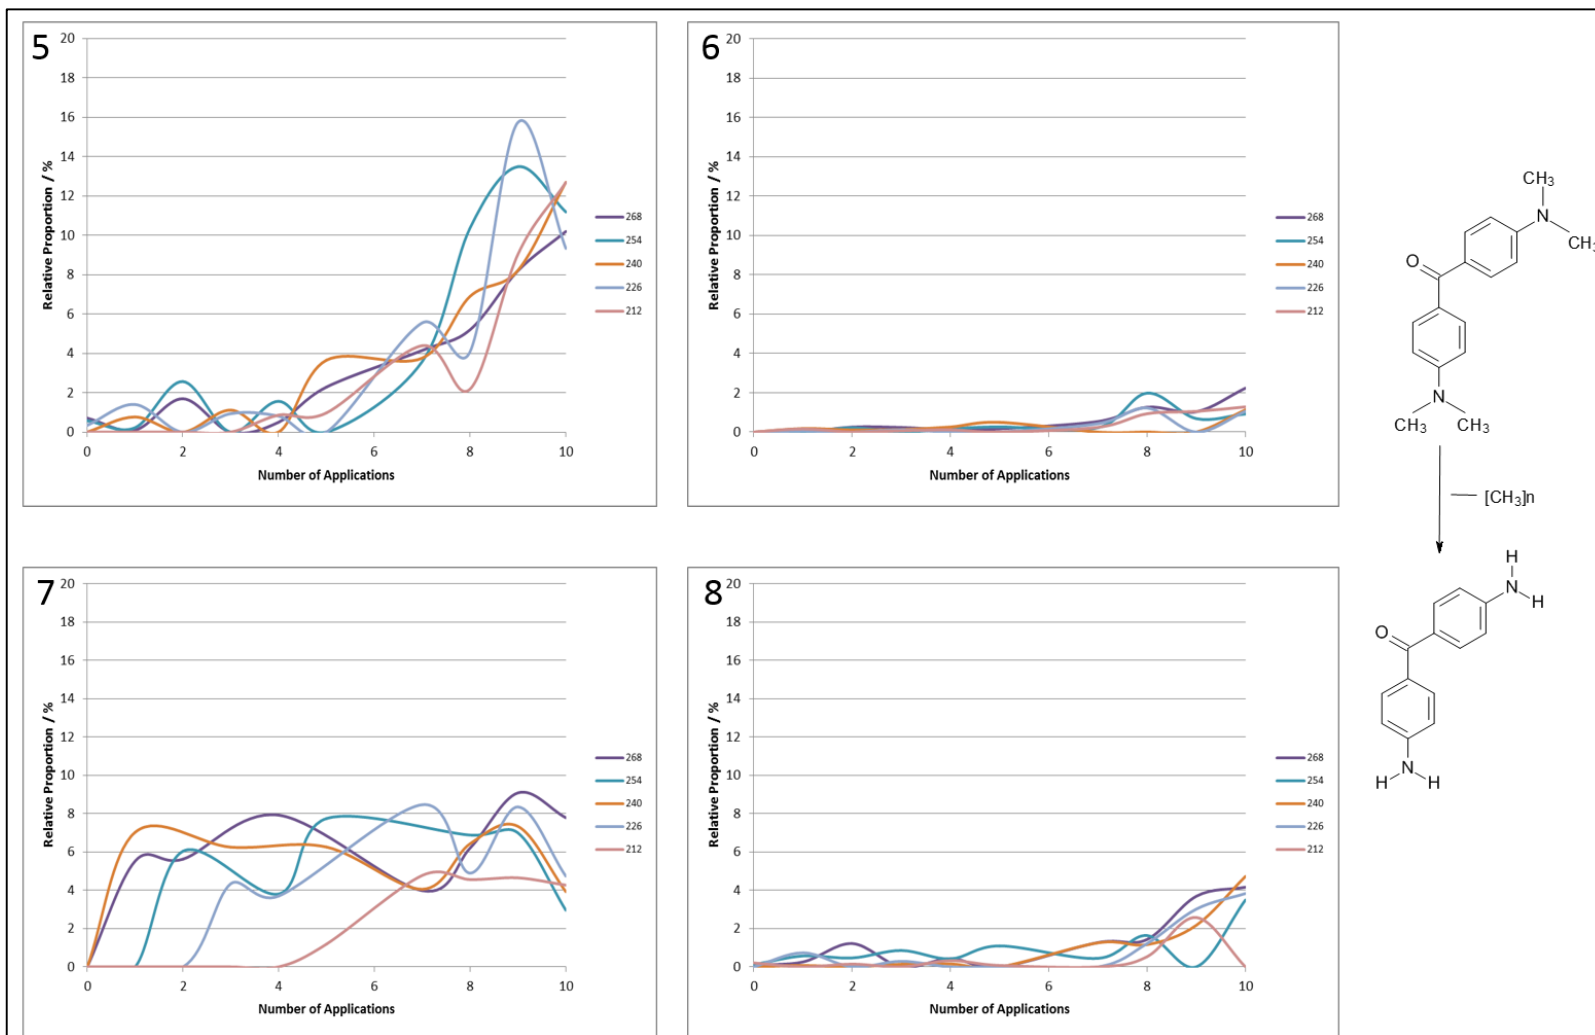 5
20
18
16
14
12
10
8
6
4
2
0
Relative Proportion / %
0 2 4 6 8 10
Number of Applications
268
254
240
226
212
6
20
18
16
14
12
10
8
6
4
2
0
Relative Proportion / %
0 2 4 6 8 10
Number of Applications
268
254
240
226
212
7
20
18
16
14
12
10
8
6
4
2
0
Relative Proportion / %
0 2 4 6 8 10
Number of Applications
268
254
240
226
212
8
20
18
16
14
12
10
8
6
4
2
0
Relative Proportion / %
0 2 4 6 8 10
Number of Applications
268
254
240
226
212
CH3
N
CH3
O
N
CH3 CH3
[CH3]n
H
N
H
O
N
H H